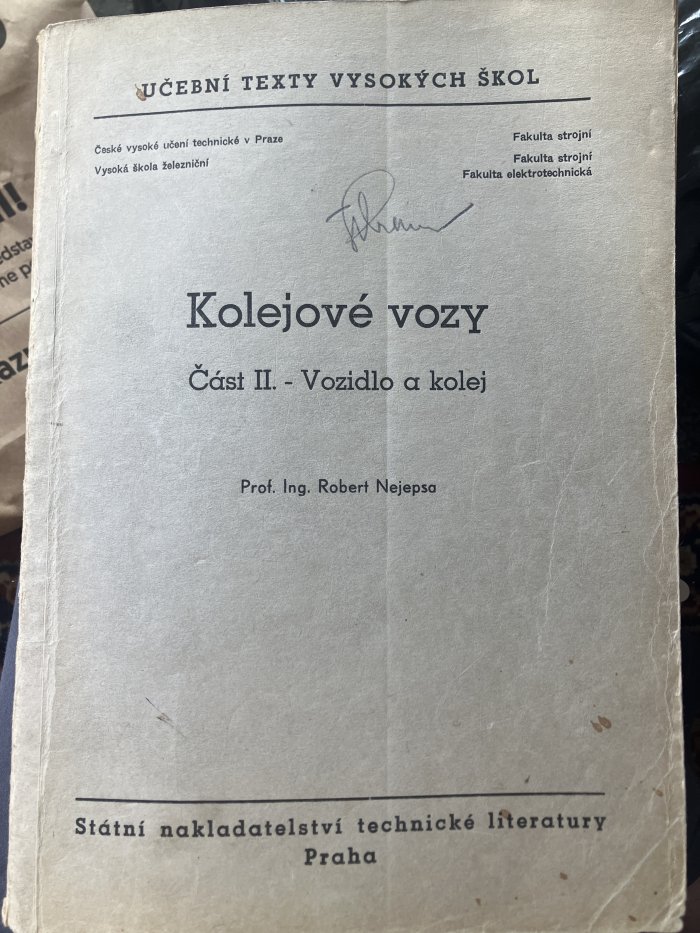 UČEBNÍ TEXTY VYSOKÝCH ŠKOL
České vysoké učení technické v Praze
Fakulta strojní
Vysoká škola železniční
Fakulta strojní
Fakulta elektrotechnická
Kolejové vozy
Část II. - Vozidlo a kolej
Prof. Ing. Robert Nejepsa
Státní nakladatelství technické literatury
Praha